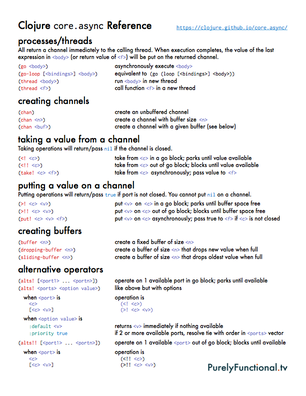 Clojure core.async Reference
https://clojure.github.io/core.async/
processes/threads
All return a channel immediately to the calling thread. When execution completes, the value of the last
expression in <body> (or return value of <f>) will be put on the returned channel.
(go <body>) asynchronously execute <body>
(go-loop [<bindings>] <body>) equivalent to (go (loop [<bindings>] <body>))
(thread <body>) run <body> in new thread
(thread <f>) call function <f> in a new thread
creating channels
(chan) create an unbuffered channel
(chan <n>) create a channel with buffer size <n>
(chan <buf>) create a channel with a given buffer (see below)
taking a value from a channel
Taking operations will return/pass nil if the channel is closed.
(<! <c>) take from <c> in a go block; parks until value available
(<!! <c>) take from <c> out of go block; blocks until value available
(take! <c> <f>) take from <c> asynchronously; pass value to <f>
putting a value on a channel
Putting operations will return/pass true if port is not closed. You cannot put nil on a channel.
(>! <c> <v>) put <v> on <c> in a go block; parks until buffer space free
(>!! <c> <v>) put <v> on <c> out of go block; blocks until buffer space free
(put! <c> <v> <f>) put <v> on <c> asynchronously; pass true to <f> if <c> is not closed
creating buffers
(buffer <n>) create a fixed buffer of size <n>
(dropping-buffer <n>) create a buffer of size <n> that drops new value when full
(sliding-buffer <n>) create a buffer of size <n> that drops oldest value when full
alternative operators
(alts! [<port1> ... <portn>]) operate on 1 available port in go block; parks until available
(alts! <ports> <option value>) like above but with options
when <port> is operation is
<c> (<! <c>)
[<c> <v>] (>! <c> <v>)
when <option value> is
:default <v> returns <v> immediately if nothing available
:priority true if 2 or more available ports, resolve tie with order in <ports> vector
(alts!! [<port1> ... <portn>]) operate on 1 available <port> out of go block; blocks until available
when <port> is operation is
<c> (<!! <c>)
[<c> <v>] (>!! <c> <v>)
PurelyFunctional.tv